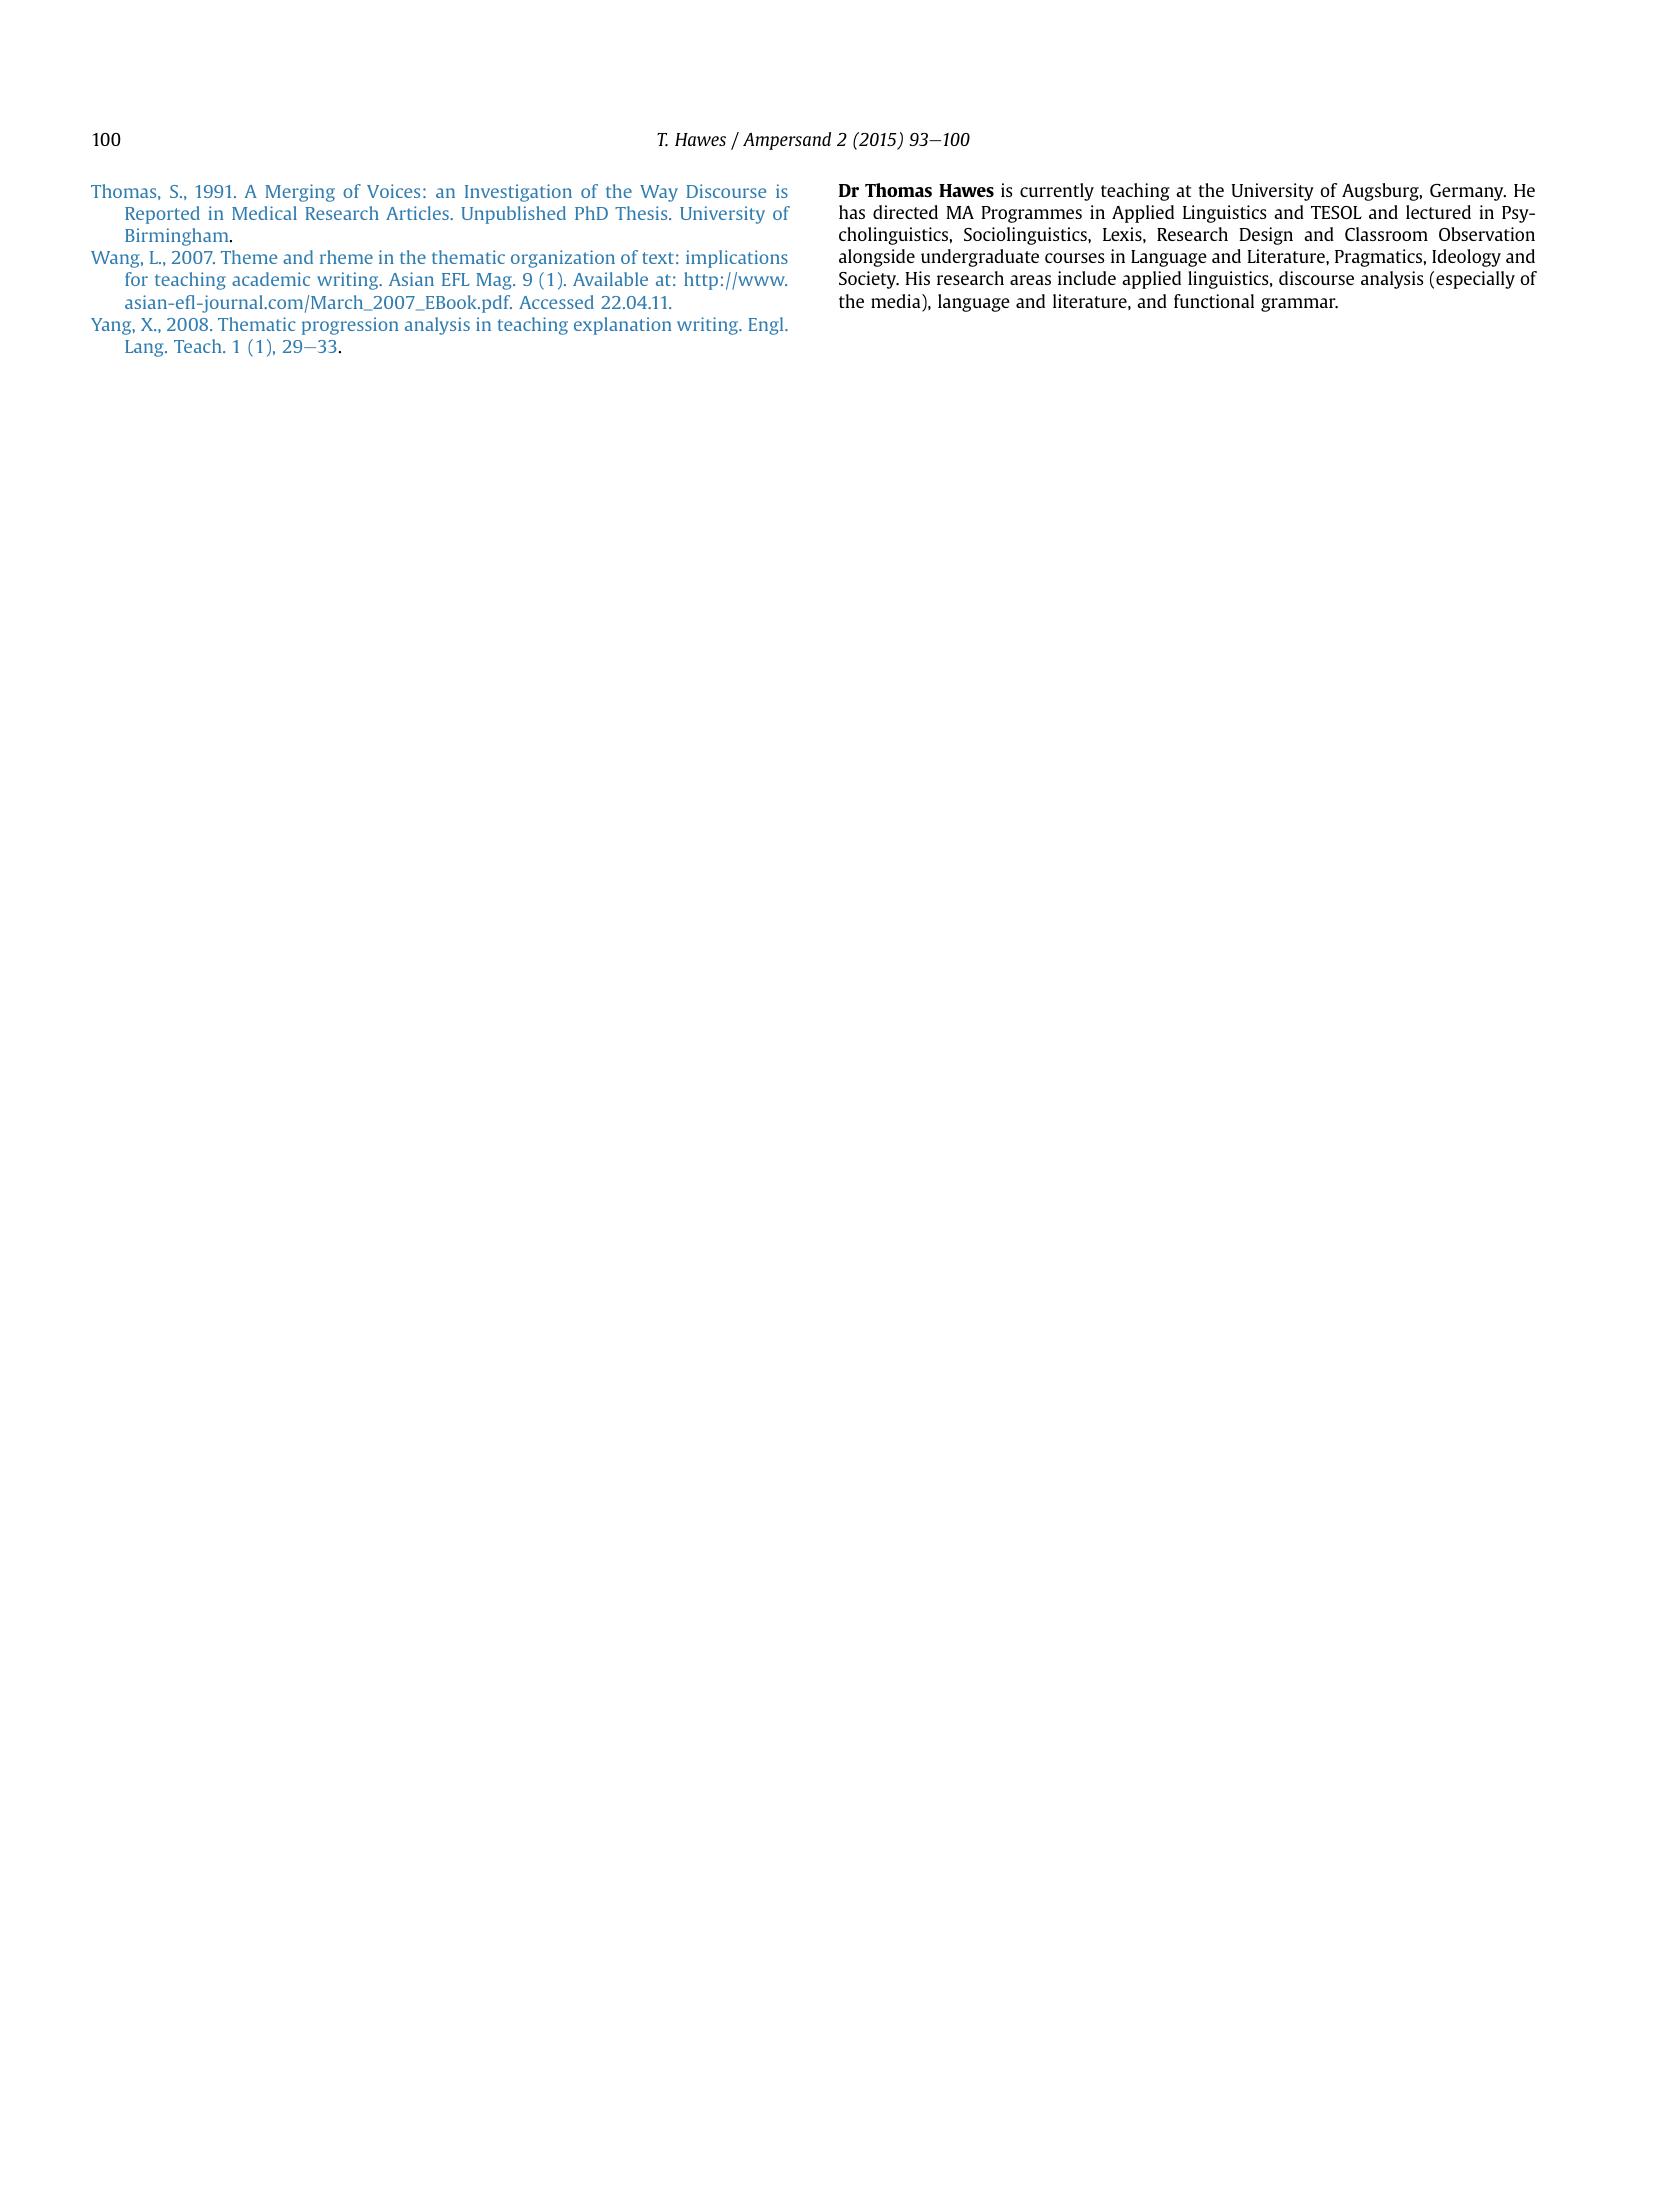 100
T. Hawes / Ampersand 2 (2015) 93–100
Thomas, S., 1991. A Merging of Voices: an Investigation of the Way Discourse is
Reported in Medical Research Articles. Unpublished PhD Thesis. University of
Birmingham.
Wang, L., 2007. Theme and rheme in the thematic organization of text: implications
for teaching academic writing. Asian EFL Mag. 9 (1). Available at: http://www.
asian-efl-journal.com/March_2007_EBook.pdf. Accessed 22.04.11.
Yang, X., 2008. Thematic progression analysis in teaching explanation writing. Engl.
Lang. Teach. 1 (1), 29–33.
Dr Thomas Hawes is currently teaching at the University of Augsburg, Germany. He
has directed MA Programmes in Applied Linguistics and TESOL and lectured in Psy-
cholinguistics, Sociolinguistics, Lexis, Research Design and Classroom Observation
alongside undergraduate courses in Language and Literature, Pragmatics, Ideology and
Society. His research areas include applied linguistics, discourse analysis (especially of
the media), language and literature, and functional grammar.